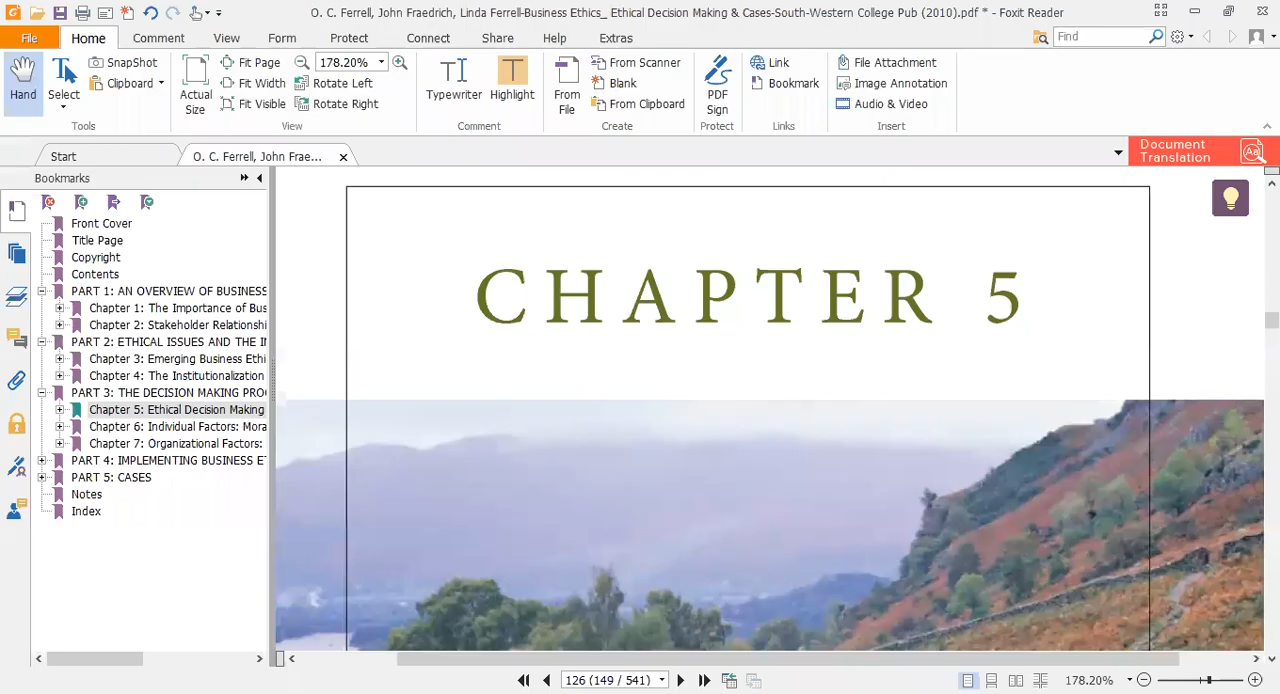 O. C. Ferrell, John Fraedrich, Linda Ferrell-Business Ethics_ Ethical Decision Making & Cases-South-Western College Pub (2010).pdf * - Foxit Reader
File Home Comment View Form Protect Connect Share Help Extras Find
Hand
Select
SnapShot
Clipboard
Tools
Actual Size
Fit Page
Fit Width
Fit Visible
178.20%
Rotate Left
Rotate Right
View
Typewriter
Highlight
Comment
From File
From Scanner
Blank
From Clipboard
Create
PDF Sign
Protect
Link
Bookmark
Links
File Attachment
Image Annotation
Audio & Video
Insert
Start
O. C. Ferrell, John Frae...
Document
Translation
Bookmarks
Front Cover
Title Page
Copyright
Contents
PART 1: AN OVERVIEW OF BUSINESS
Chapter 1: The Importance of Bus
Chapter 2: Stakeholder Relationshi
PART 2: ETHICAL ISSUES AND THE I
Chapter 3: Emerging Business Ethi
Chapter 4: The Institutionalization
PART 3: THE DECISION MAKING PRO
Chapter 5: Ethical Decision Making
Chapter 6: Individual Factors: Mora
Chapter 7: Organizational Factors:
PART 4: IMPLEMENTING BUSINESS ET
PART 5: CASES
Notes
Index
CHAPTER 5
126 (149 / 541)
178.20%